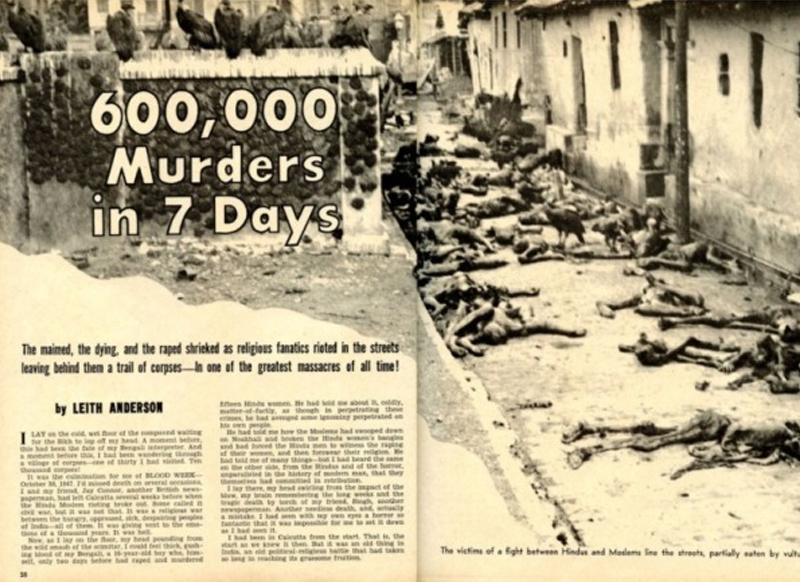 600,000
Murders
in 7 Days
The maimed, the dying, and the raped shrieked as religious fanatics rioted in the streets
leaving behind them a trail of corpses—In one of the greatest massacres of all time!
by LEITH ANDERSON
I LAY on the cold, wet floor of the compound waiting
for the Sikh to lop off my head. A moment before,
this had been the fate of my Bengali interpreter. And
a moment before this, I had been wandering through
a village of corpses—one of thirty I had visited. Ten
thousand corpses!
It was the culmination for me of BLOOD WEEK—
October 30, 1947. I'd missed death on several occasions,
I and my friend, Jay Connor, another British news-
paperman, had left Calcutta several weeks before when
the Hindu Moslem rioting broke out. Some called it
civil war, but it was not that. It was a religious war
between the hungry, oppressed, sick, despairing peoples
of India—all of them. It was giving vent to the emo-
tions of a thousand years. It was hell.
Now, as I lay on the floor, my head pounding from
the wild smash of the scimitar, I could feel thick, gush-
ing blood of my Bengali, a 16-year-old boy who, him-
self, only two days before had raped and murdered
fifteen Hindu women. He had told me about it, coldly,
matter-of-factly, as though in perpetrating these
crimes, he had avenged some ignominy perpetrated on
his own people.
He had told me how the Moslems had swooped down
on Noakhali and broken the Hindu women's bangles
and had forced the Hindu men to witness the raping
of their women, and then forswear their religion. He
had told me of many things—but I had heard the same
on the other side, from the Hindus and of the horror,
unparalleled in the history of modern man, that they
themselves had committed in retribution.
I lay there, my head swirling from the impact of the
blow, my brain remembering the long weeks and the
tragic death by torch of my friend, Singh, another
newspaperman. Another needless death, and, actually
a mistake. I had seen with my own eyes a horror so
fantastic that it was impossible for me to set it down
as I had seen it.
I had been in Calcutta from the start. That is, the
start as we knew it then. But it was an old thing in
India, an old political-religious battle that had taken
so long in reaching its gruesome fruition.
The victims of a fight between Hindus and Moslems line the streets, partially eaten by